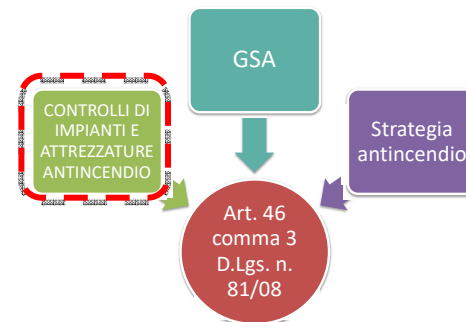 GSA
CONTROLLI DI
IMPIANTI E
ATTREZZATURE
ANTINCENDIO
Strategia
antincendio
Art. 46
comma 3
D.Lgs. n.
81/08